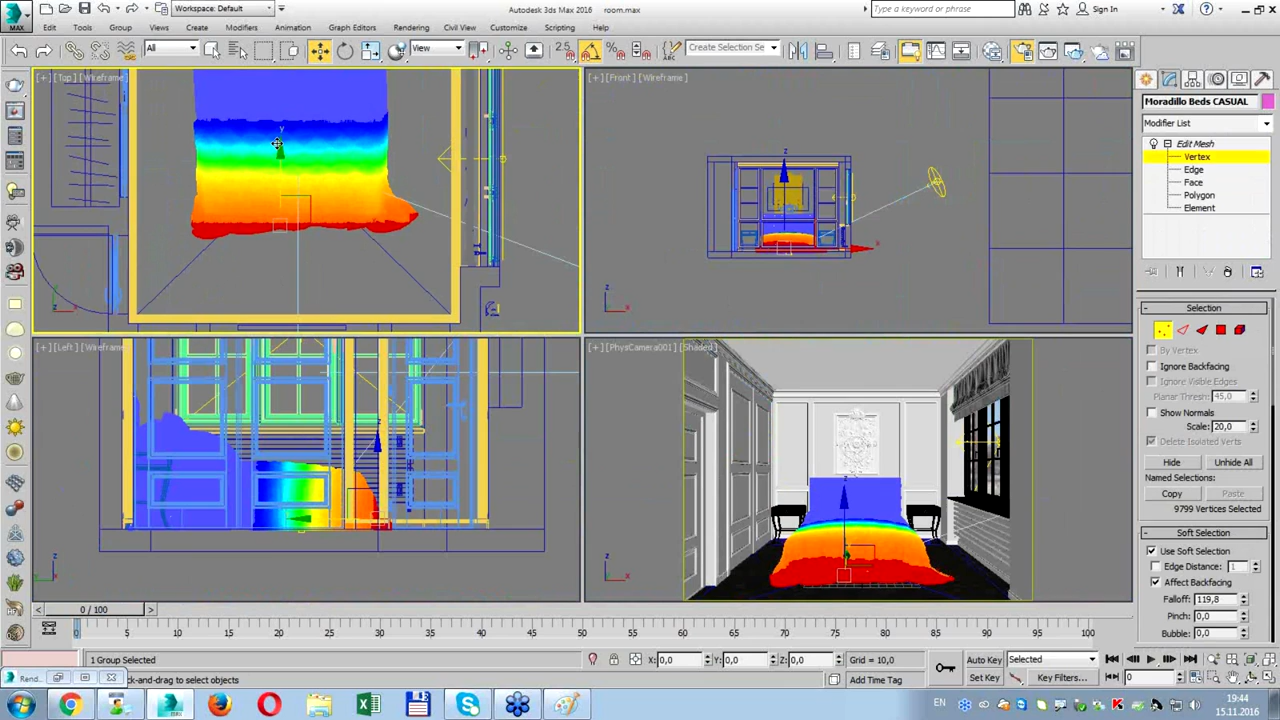 MAX
Workspace: Default
Autodesk 3ds Max 2016
room.max
Type a keyword or phrase
Sign In
Edit
Tools
Group
Views
Create
Modifiers
Animation
Graph Editors
Rendering
Civil View
Customize
Scripting
Help
All
View
2.5
Create Selection Se
[+] [Top] [Wireframe]
[+] [Front] [Wireframe]
Moradillo Beds CASUAL
Modifier List
Edit Mesh
Vertex
Edge
Face
Polygon
Element
Selection
By Vertex
Ignore Backfacing
Ignore Visible Edges
Planar Thresh: 45,0
Show Normals
Scale: 20,0
Delete Isolated Verts
Hide
Unhide All
Named Selections:
Copy
Paste
9799 Vertices Selected
Soft Selection
Use Soft Selection
Edge Distance: 1
Affect Backfacing
Falloff: 119,8
Pinch: 0,0
Bubble: 0,0
[+] [Left] [Wireframe]
[+] [PhysCamera001] [Shaded]
0 / 100
0 5 10 15 20 25 30 35 40 45 50 55 60 65 70 75 80 85 90 95 100
1 Group Selected
X: 0,0
Y: 0,0
Z: 0,0
Grid = 10,0
Auto Key
Selected
Rend...
ck-and-drag to select objects
Add Time Tag
Set Key
Key Filters...
0
EN
19:44
15.11.2016